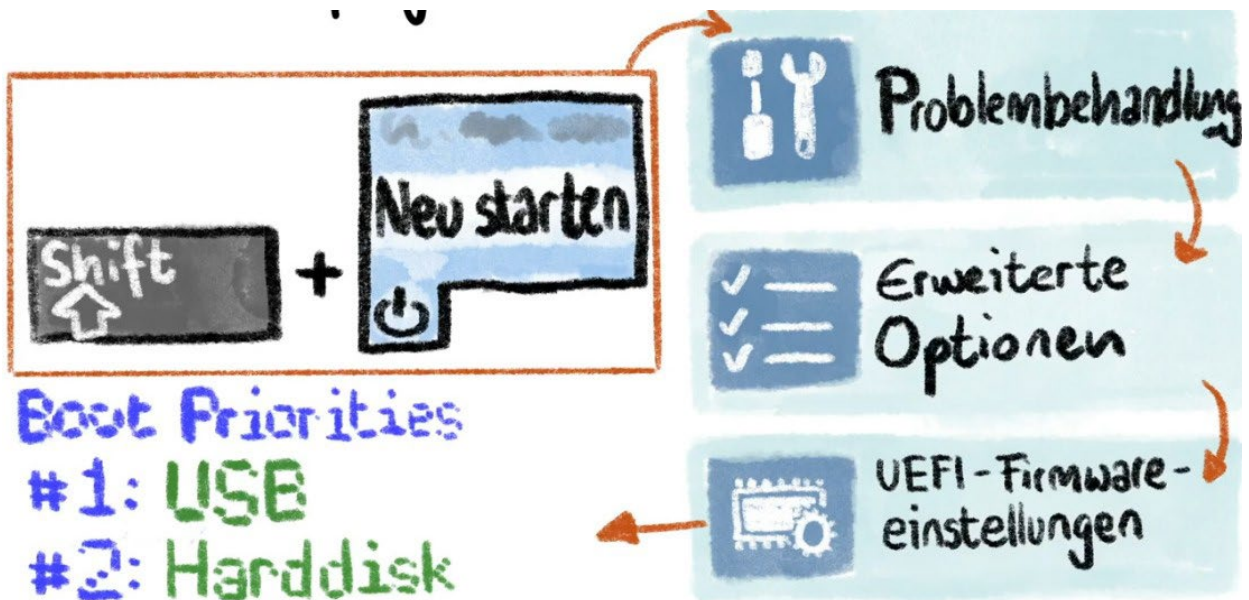 Shift
+
Neu starten
Problembehandlung
Erweiterte
Optionen
UEFI-Firmware-
einstellungen
Boot Priorities
#1: USB
#2: Harddisk